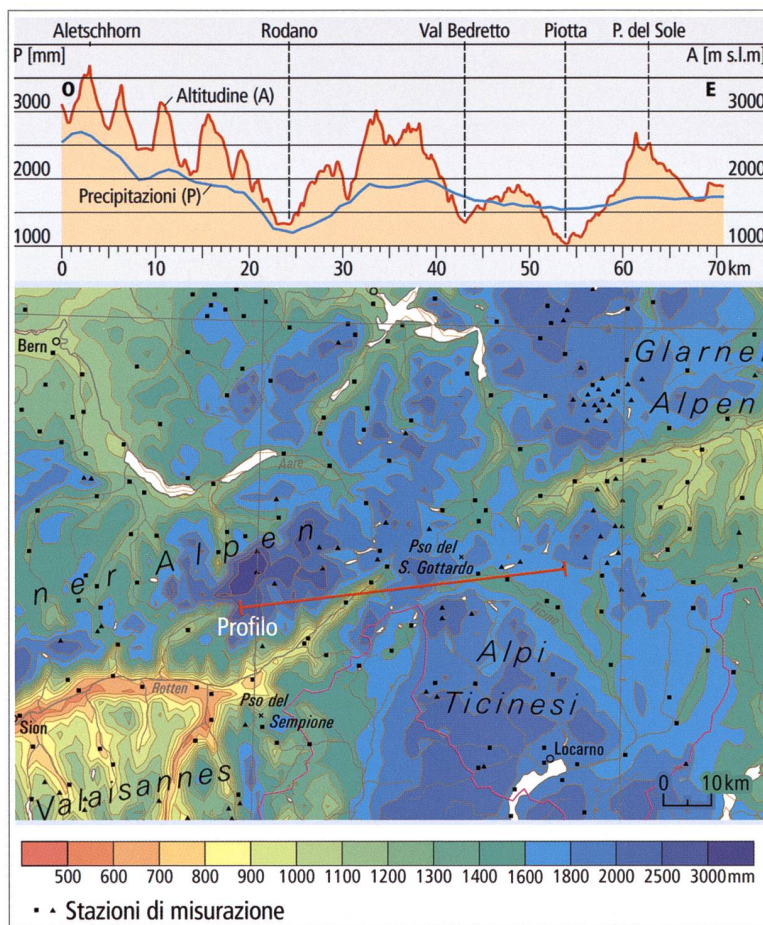 Aletschhorn Rodano Val Bedretto Piotta P. del Sole
P [mm] A [m s.l.m]
O E
3000 Altitudine (A) 3000
2000 2000
Precipitazioni (P)
1000 1000
0 10 20 30 40 50 60 70 km
Bern
Glarner
Alpen
Aare
ner Alpen
Pso del
S. Gottardo
Profilo
Ticino
Alpi
Ticinesi
Rotten
Pso del
Sempione
Sion
Locarno
Valaisannes
0 10 km
500 600 700 800 900 1000 1100 1200 1300 1400 1600 1800 2000 2500 3000 mm
Stazioni di misurazione